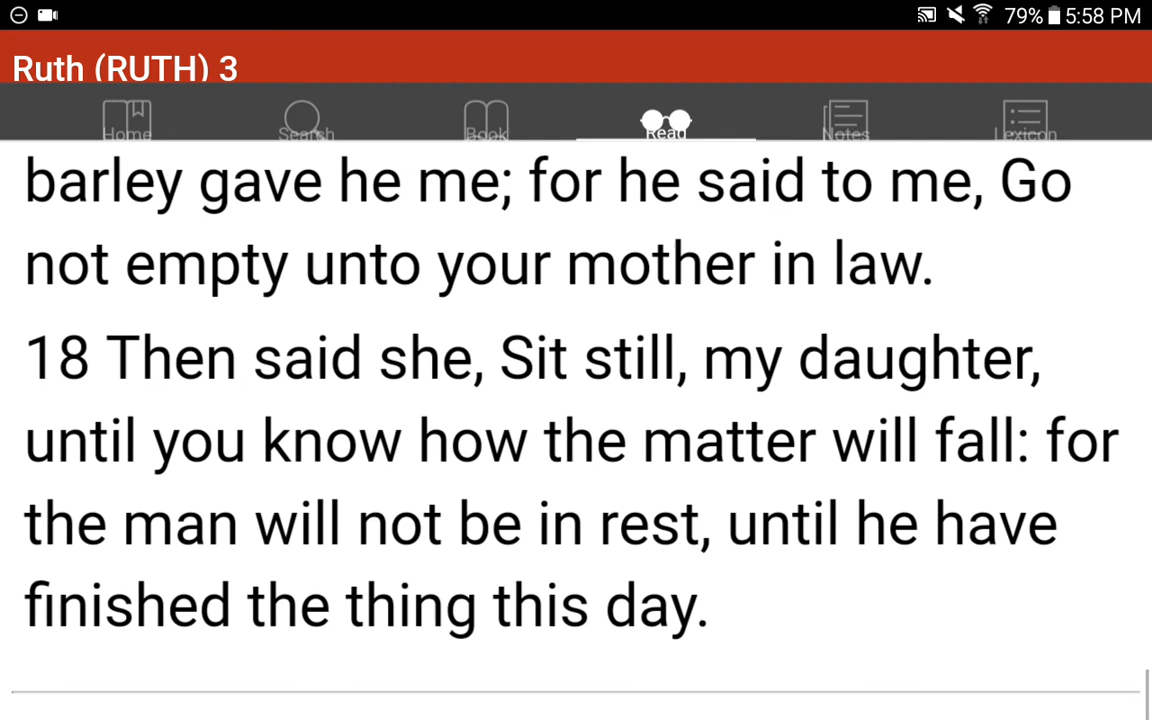 79% 5:58 PM
Ruth (RUTH) 3
Home Search Book Read Notes Lexicon
barley gave he me; for he said to me, Go
not empty unto your mother in law.
18 Then said she, Sit still, my daughter,
until you know how the matter will fall: for
the man will not be in rest, until he have
finished the thing this day.